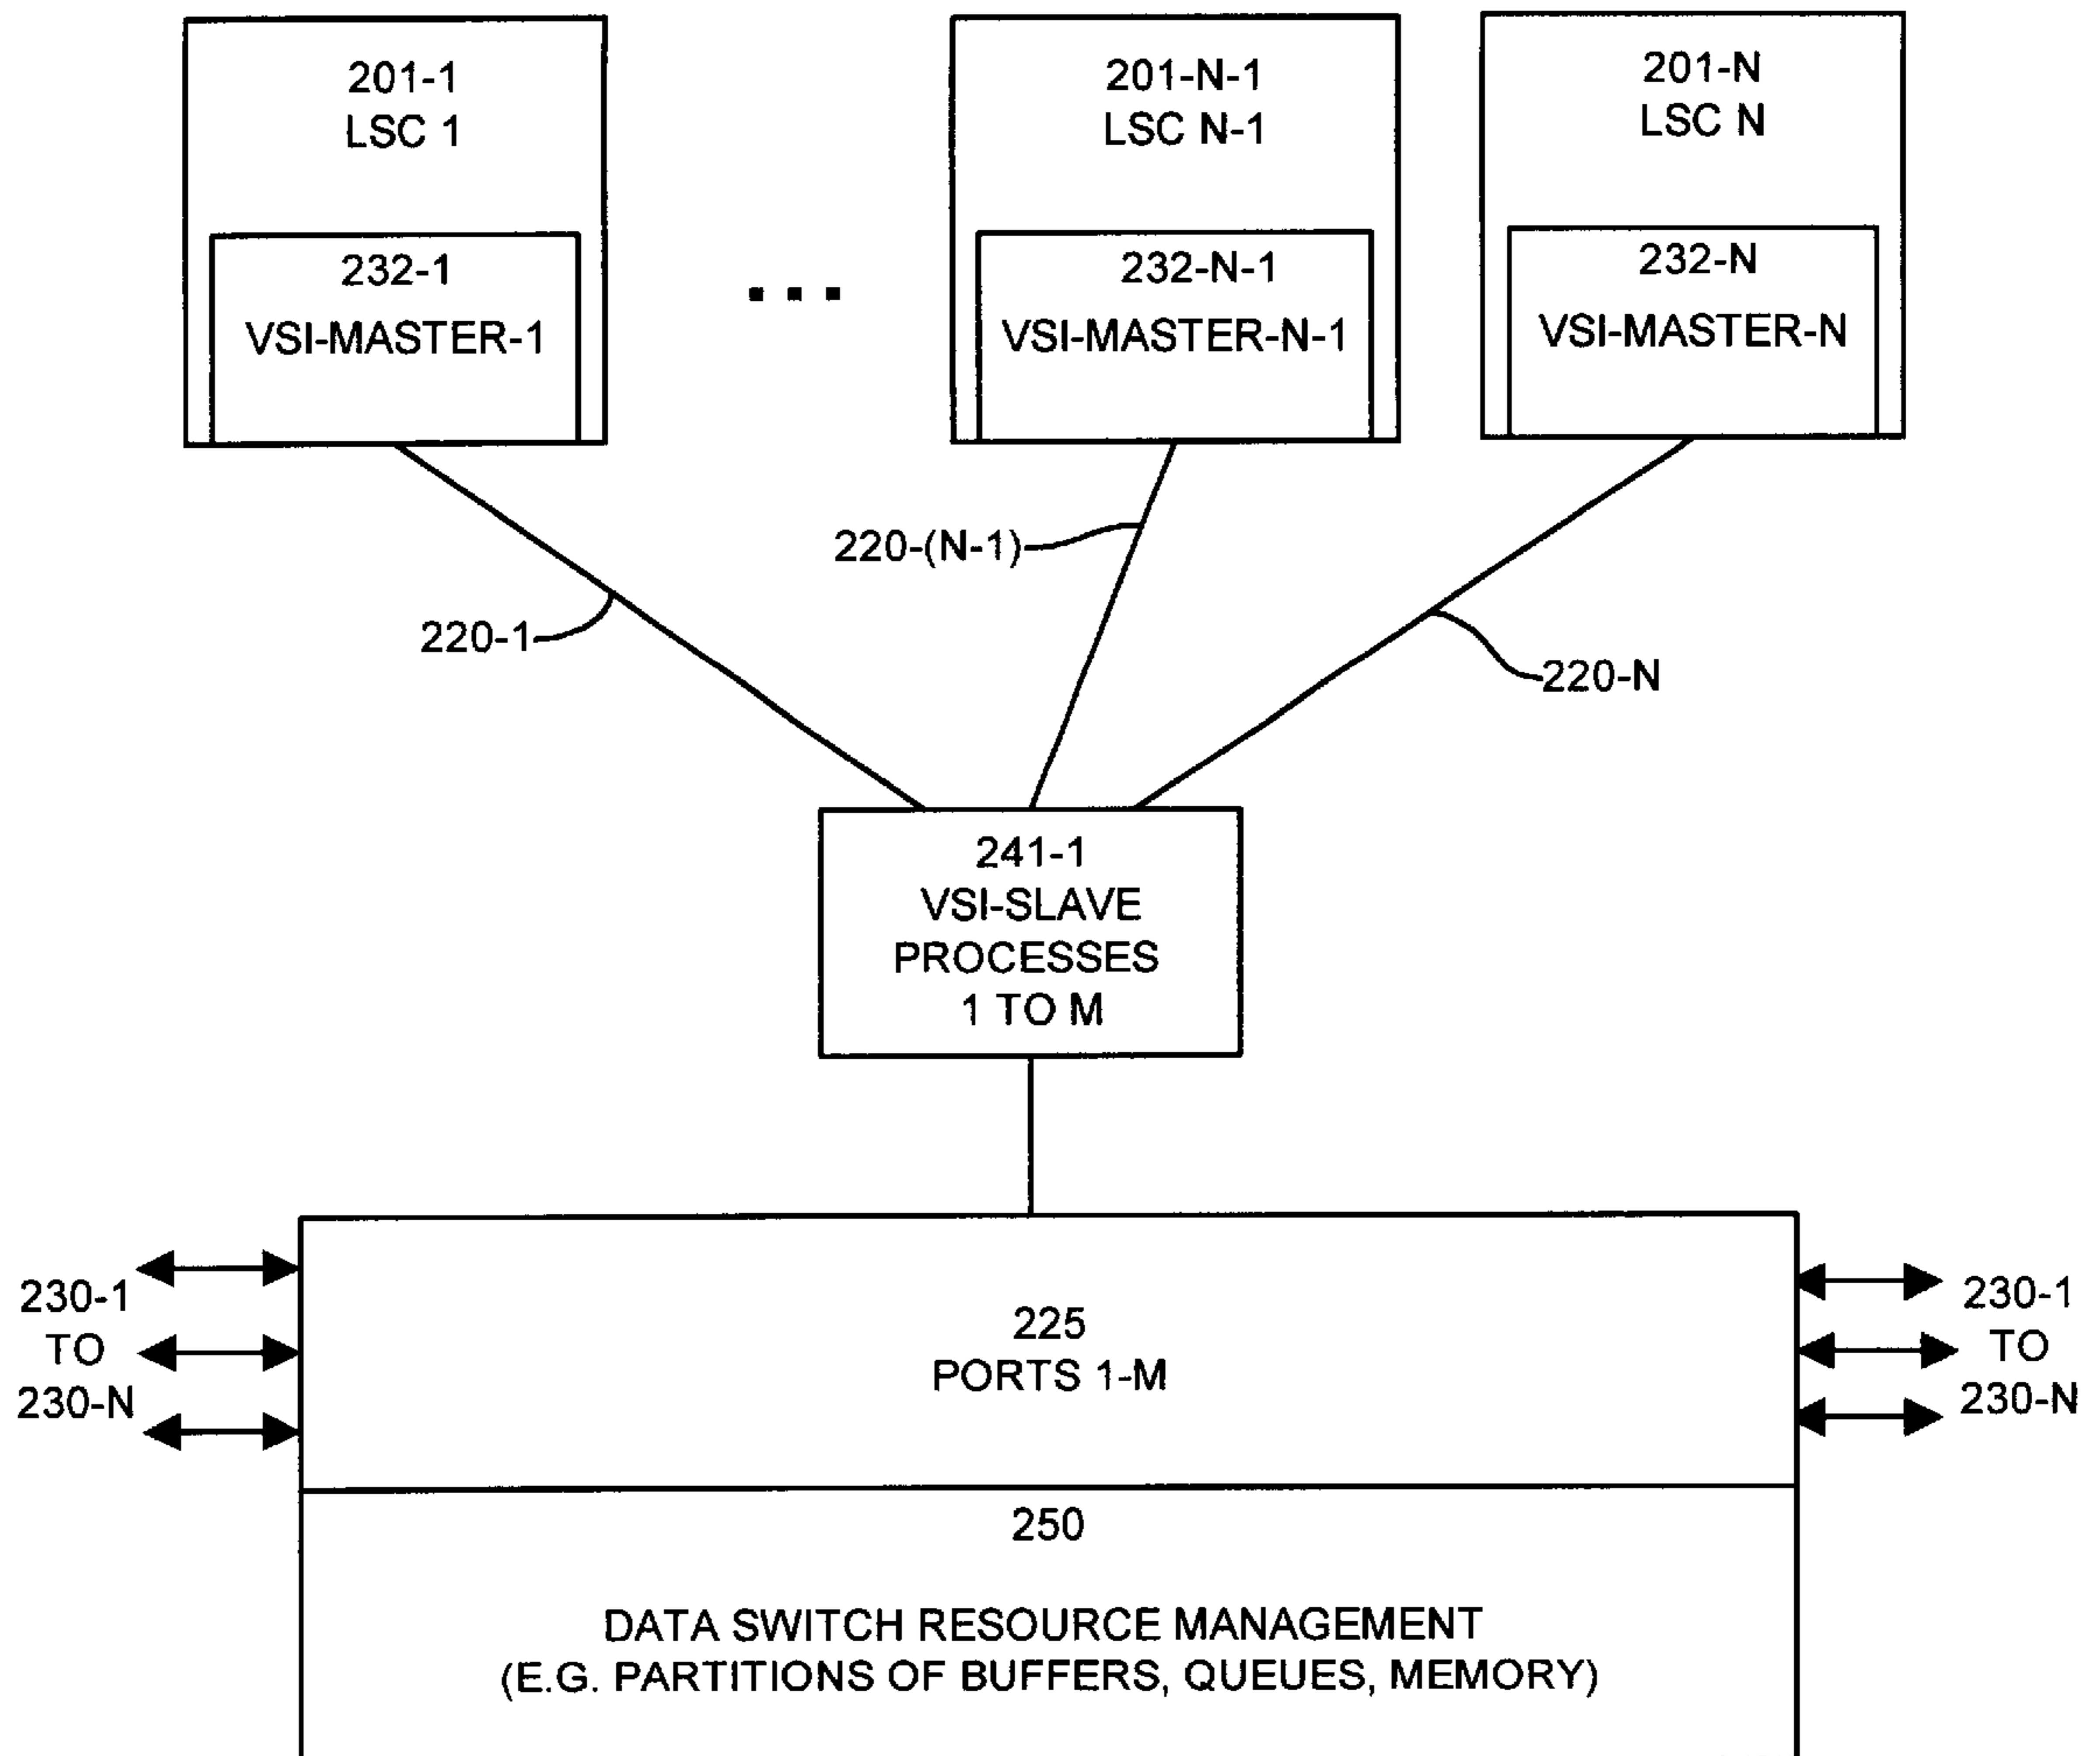 201-1
LSC 1
232-1
VSI-MASTER-1
201-N-1
LSC N-1
232-N-1
VSI-MASTER-N-1
201-N
LSC N
232-N
VSI-MASTER-N
220-1
220-(N-1)
220-N
241-1
VSI-SLAVE
PROCESSES
1 TO M
230-1
TO
230-N
225
PORTS 1-M
230-1
TO
230-N
250
DATA SWITCH RESOURCE MANAGEMENT
(E.G. PARTITIONS OF BUFFERS, QUEUES, MEMORY)